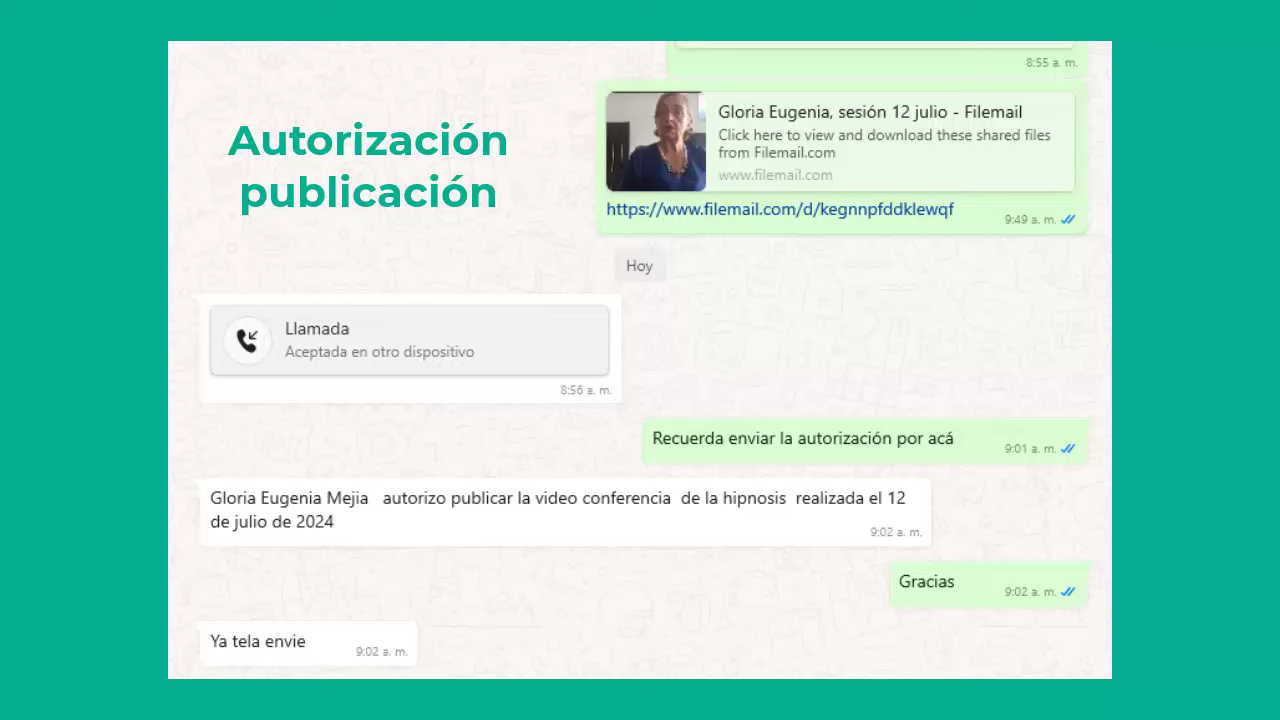 8:55 a. m.
Autorización
publicación
Gloria Eugenia, sesión 12 julio - Filemail
Click here to view and download these shared files
from Filemail.com
www.filemail.com
https://www.filemail.com/d/kegnnpfddklewqf
9:49 a. m.
Hoy
Llamada
Aceptada en otro dispositivo
8:56 a. m.
Recuerda enviar la autorización por acá
9:01 a. m.
Gloria Eugenia Mejia autorizo publicar la video conferencia de la hipnosis realizada el 12
de julio de 2024
9:02 a. m.
Gracias
9:02 a. m.
Ya tela envie
9:02 a. m.